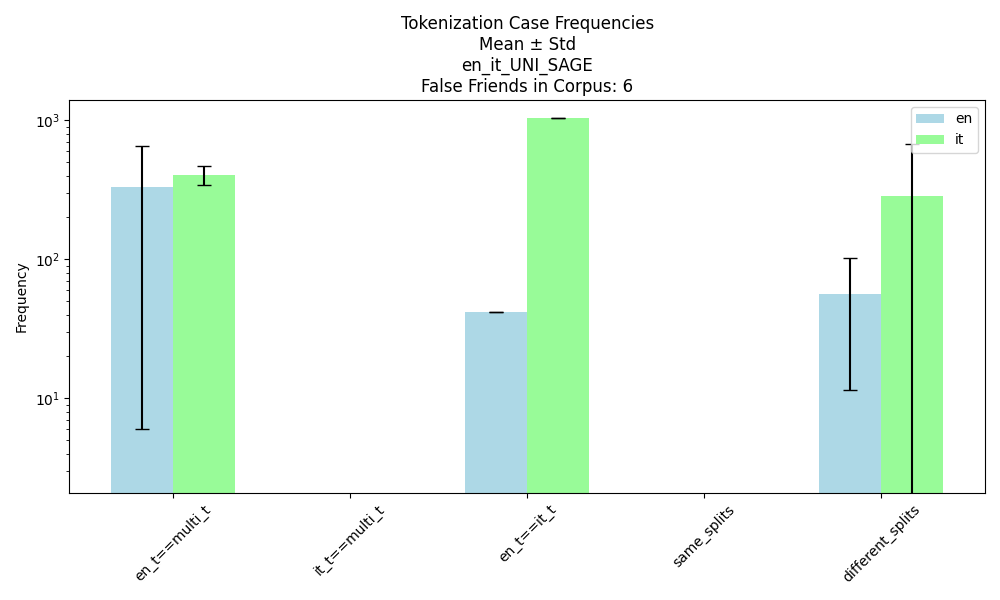 Tokenization Case Frequencies
Mean ± Std
en_it_UNI_SAGE
False Friends in Corpus: 6
en
it
10³
10²
10¹
Frequency
en_t==multi_t
it_t==multi_t
en_t==it_t
same_splits
different_splits